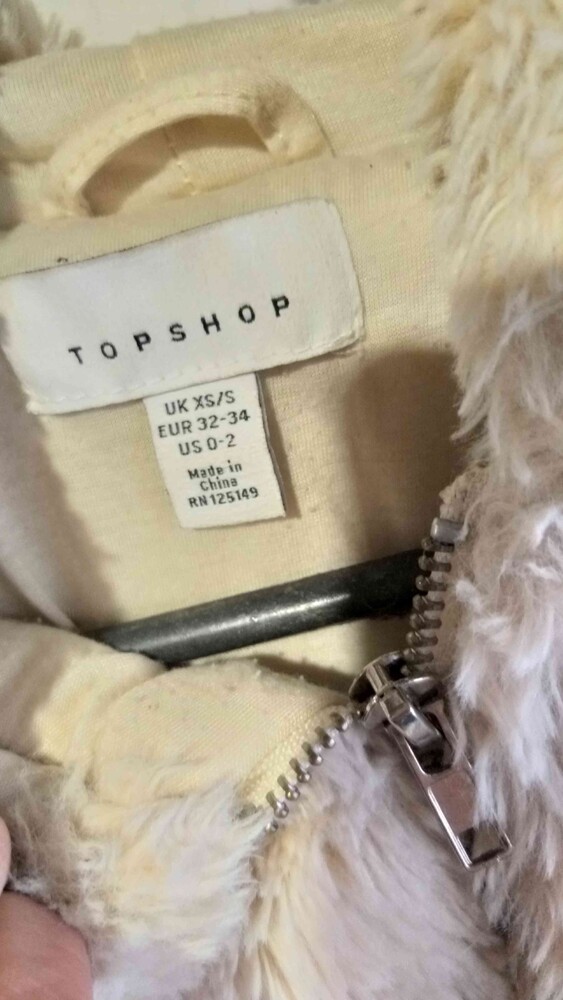 TOPSHOP
UK XS/S
EUR 32-34
US 0-2
Made in
China
RN125149